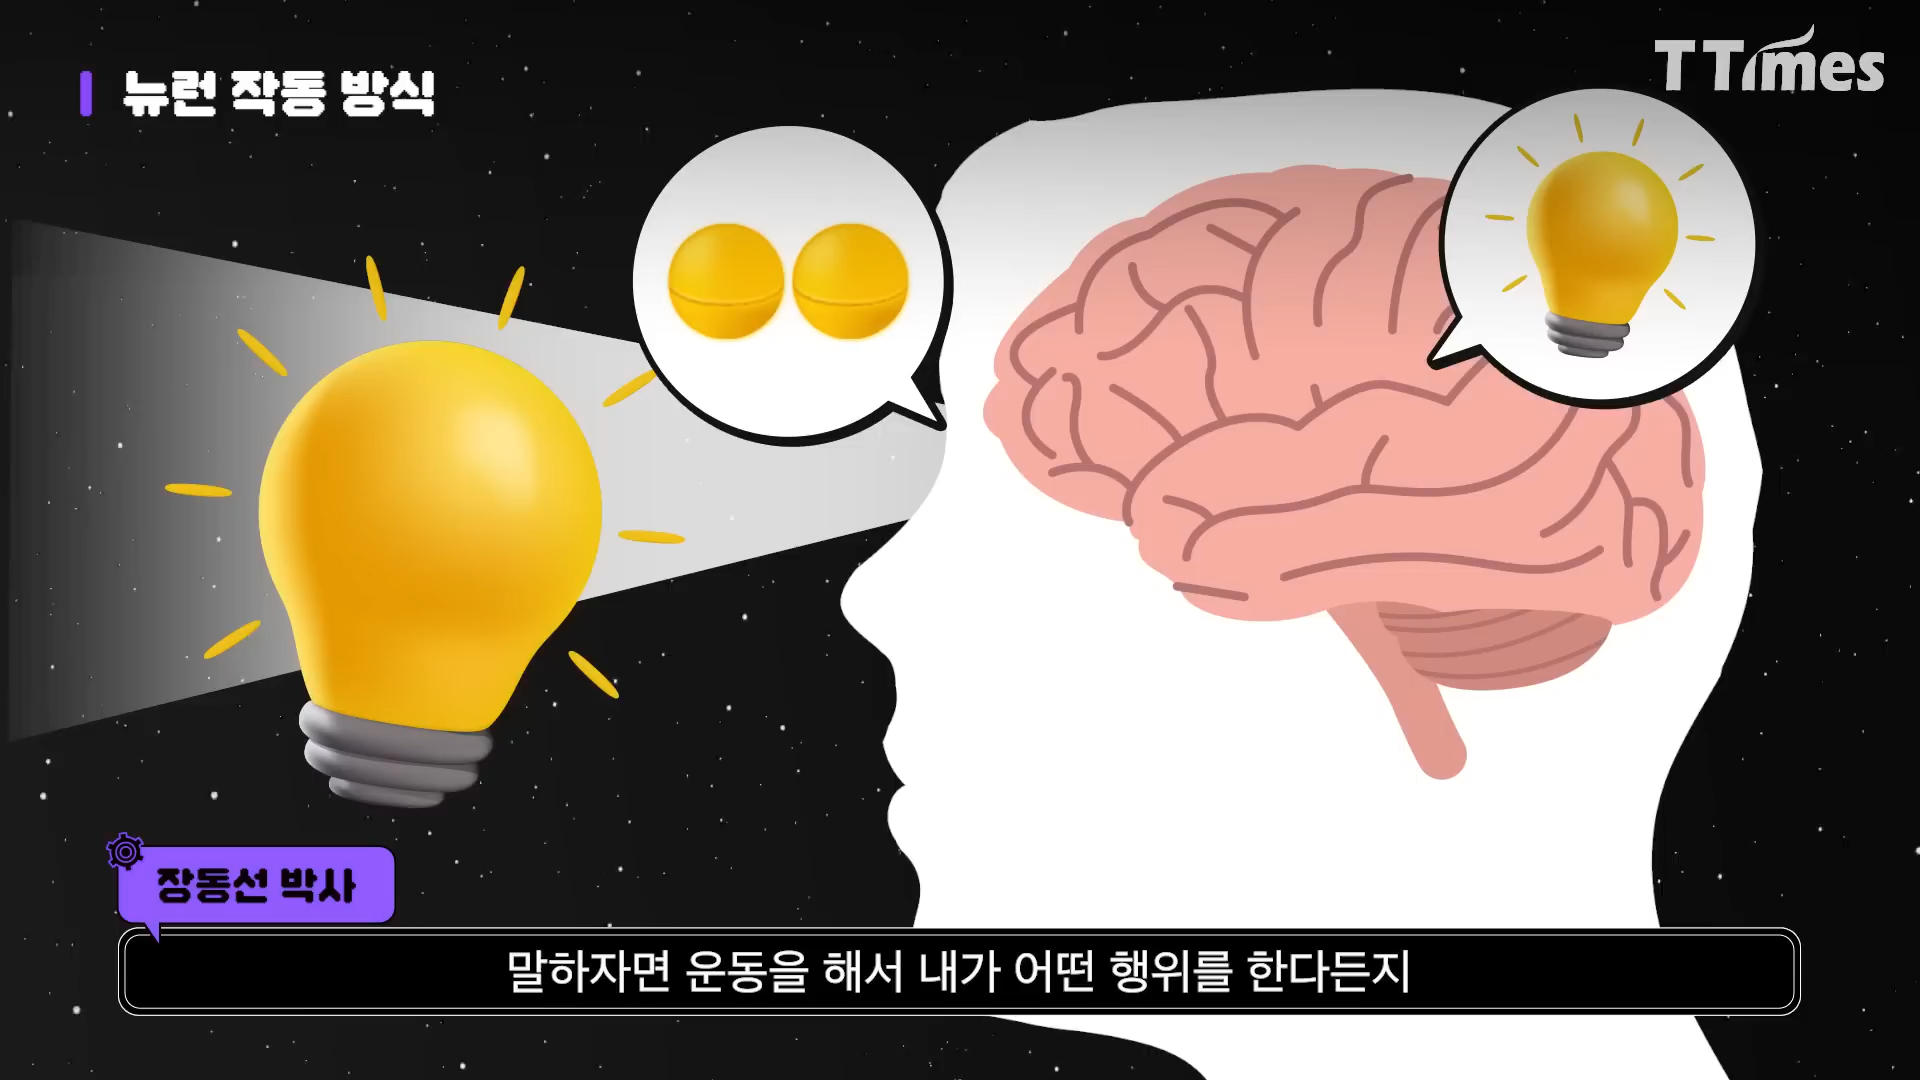 뉴런 작동 방식
TTimes
장동선 박사
말하자면 운동을 해서 내가 어떤 행위를 한다든지